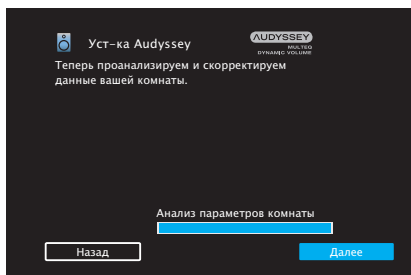 Уст-ка Audyssey
AUDYSSEY
MULTEQ
DYNAMIC VOLUME
Теперь проанализируем и скорректируем
данные вашей комнаты.
Анализ параметров комнаты
Назад
Далее